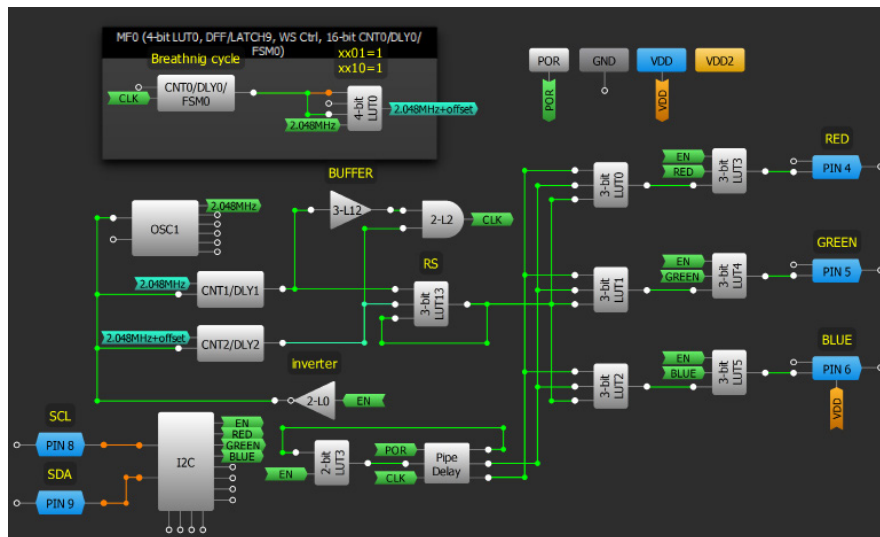 MF0 (4-bit LUT0, DFF/LATCH9, WS Ctrl, 16-bit CNT0/DLY0/
FSM0)
Breathnig cycle
xx01=1
xx10=1
CNT0/DLY0/
FSM0
CLK
4-bit
LUT0
2.048MHz
2.048MHz+offset
POR
GND
VDD
VDD2
POR
VDD
BUFFER
3-L12
2-L2
CLK
OSC1
2.048MHz
2.048MHz
CNT1/DLY1
RS
3-bit
LUT13
2.048MHz+offset
CNT2/DLY2
inverter
2-L0
EN
RED
EN
RED
3-bit
LUT0
3-bit
LUT3
PIN 4
GREEN
EN
GREEN
3-bit
LUT1
3-bit
LUT4
PIN 5
BLUE
EN
BLUE
3-bit
LUT2
3-bit
LUT5
PIN 6
VDD
SCL
PIN 8
SDA
PIN 9
I2C
EN
RED
GREEN
BLUE
EN
2-bit
LUT3
POR
CLK
Pipe
Delay